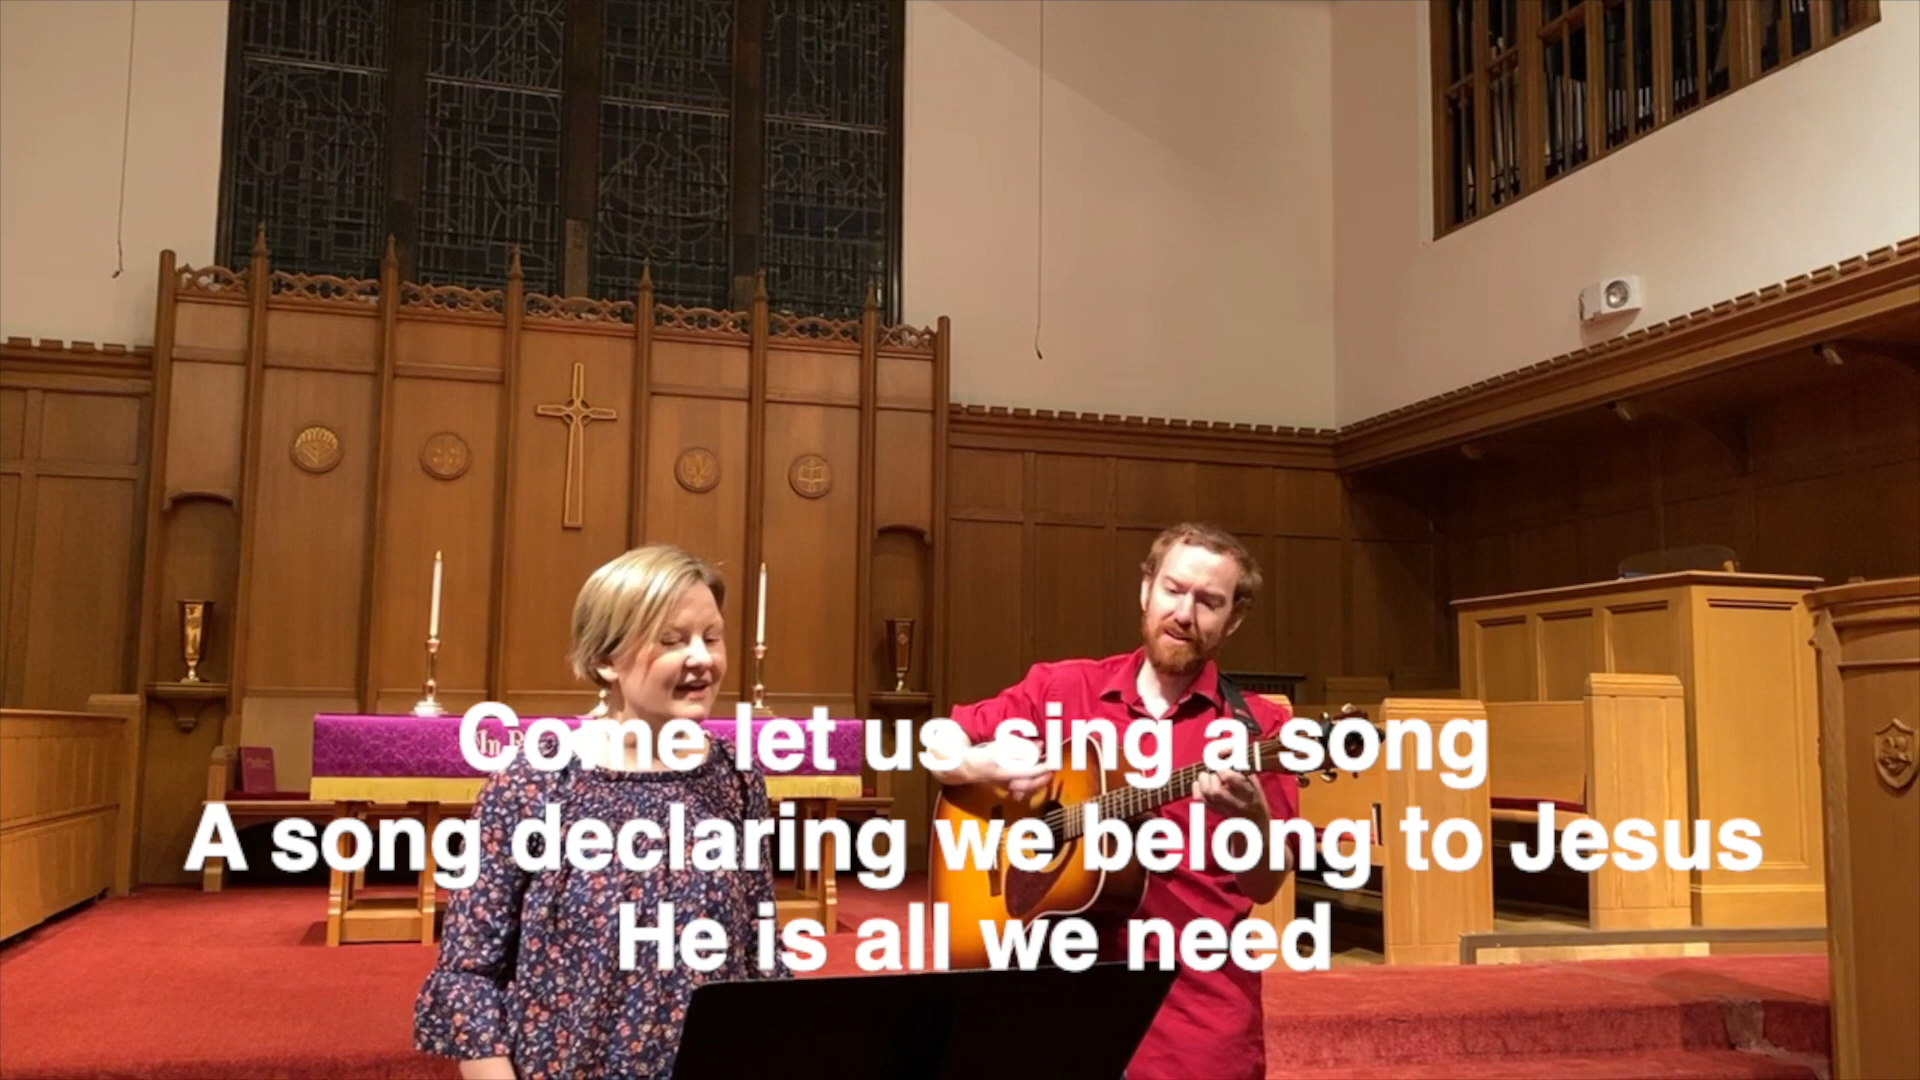 Come let us sing a song
A song declaring we belong to Jesus
He is all we need